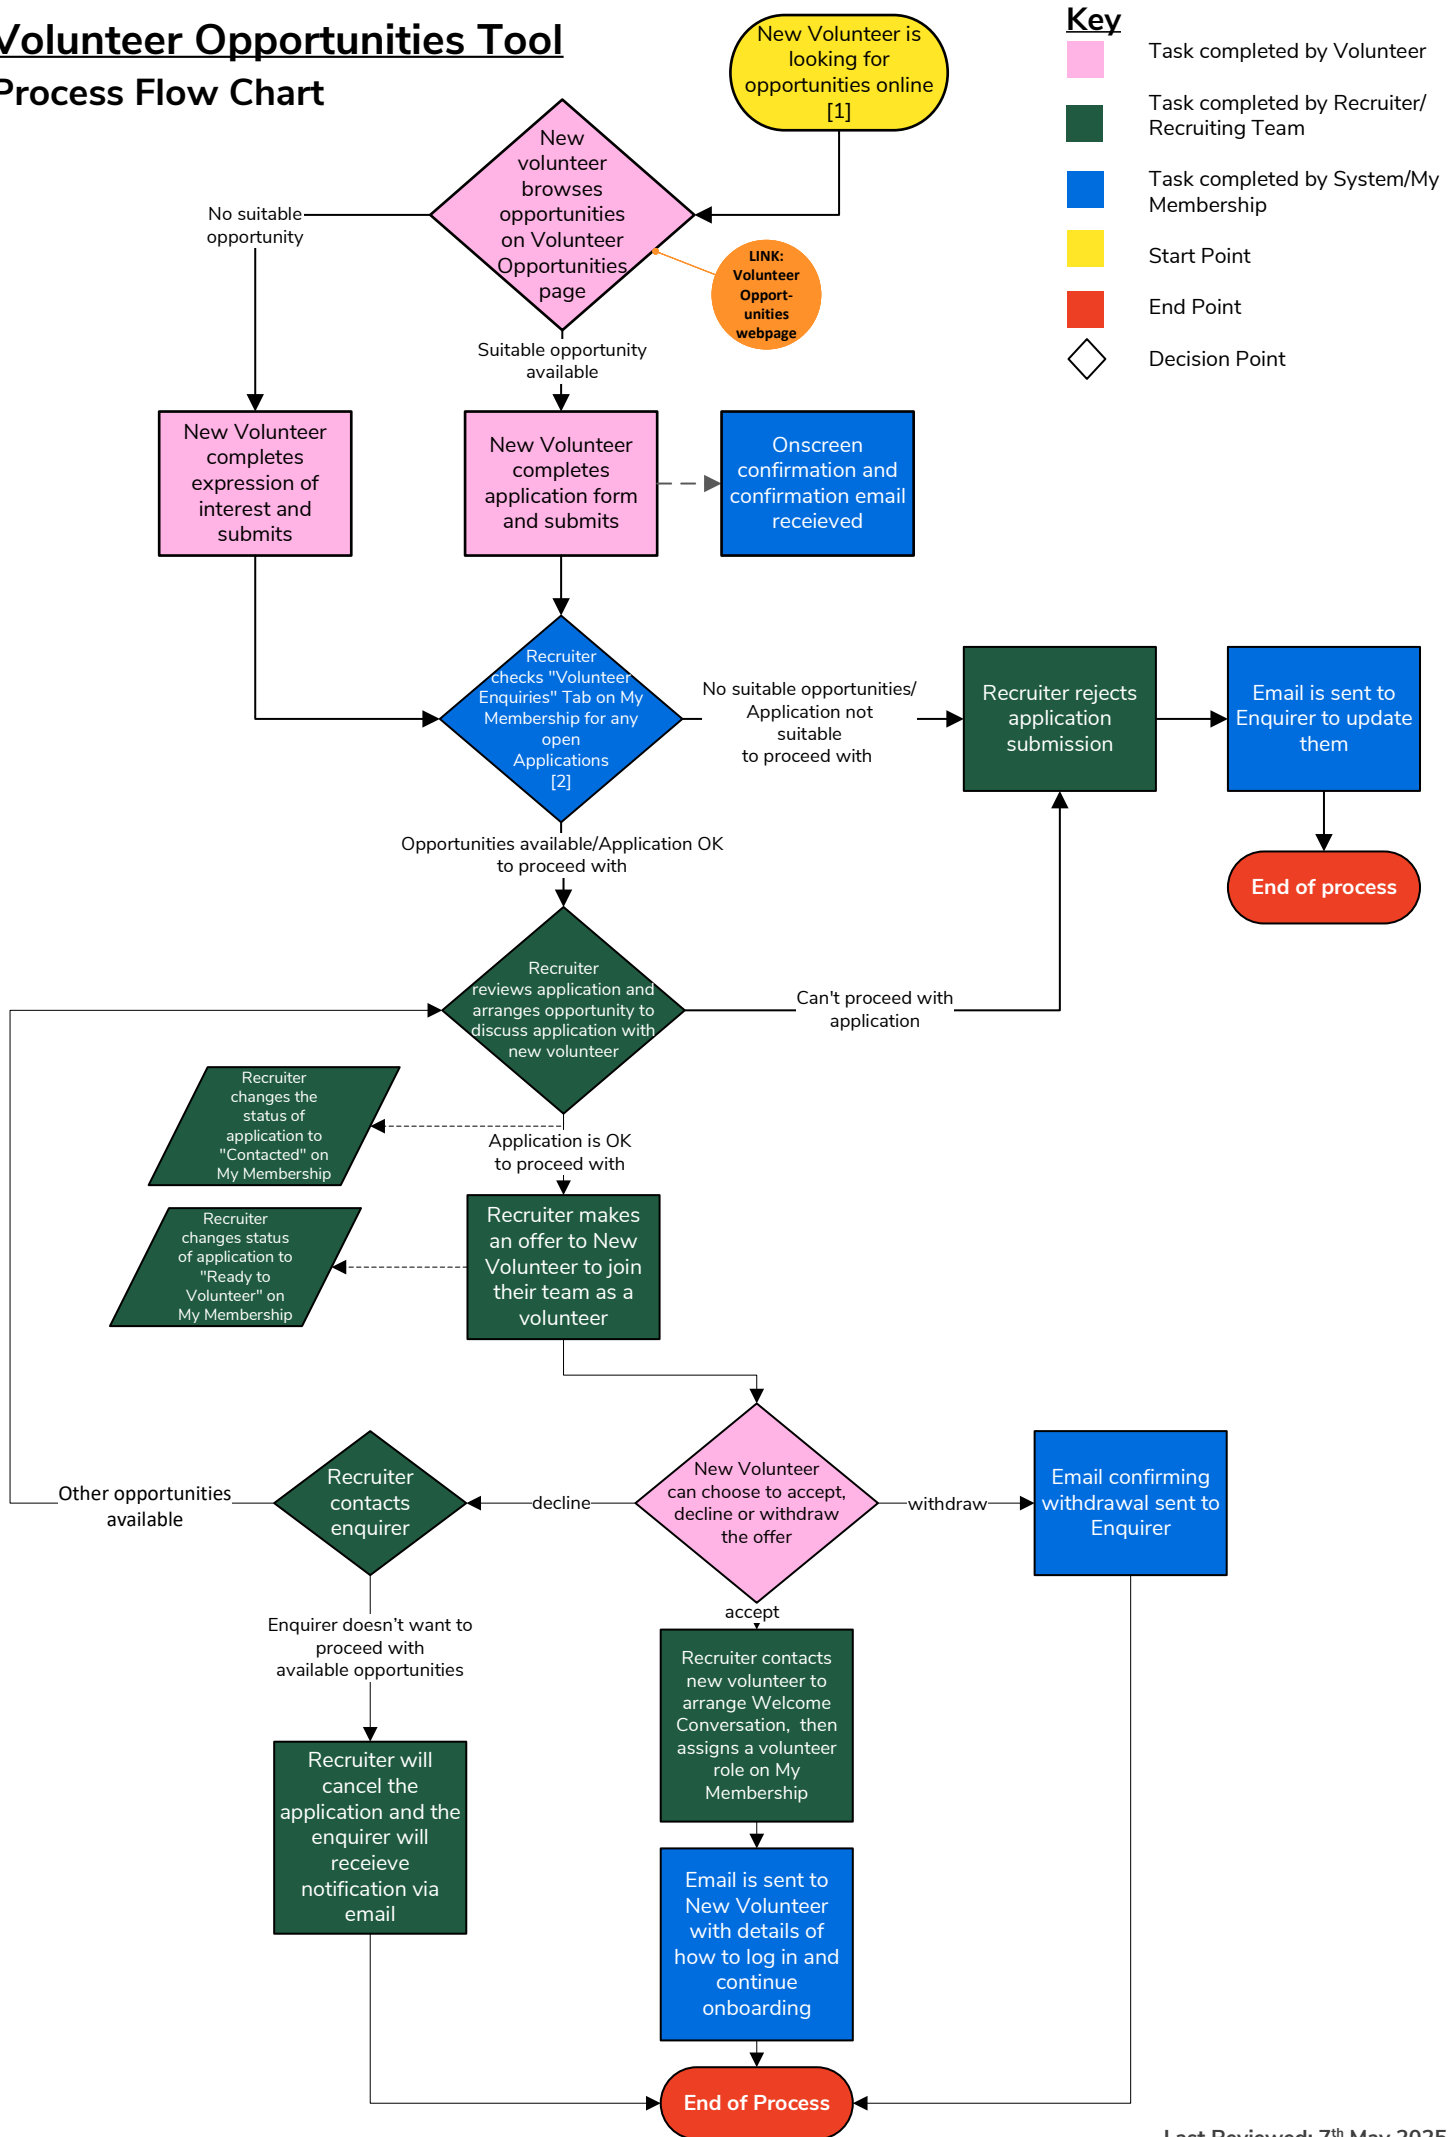 Volunteer Opportunities Tool
Process Flow Chart
New Volunteer is
looking for
opportunities online
[1]
Key
Task completed by Volunteer
Task completed by Recruiter/
Recruiting Team
Task completed by System/My
Membership
Start Point
End Point
Decision Point
New
volunteer
browses
opportunities
on Volunteer
Opportunities
page
No suitable
opportunity
LINK:
Volunteer
Opport-
unities
webpage
Suitable opportunity
available
New Volunteer
completes
expression of
interest and
submits
New Volunteer
completes
application form
and submits
Onscreen
confirmation and
confirmation email
receieved
Recruiter
checks "Volunteer
Enquiries" Tab on My
Membership for any
open
Applications
[2]
No suitable opportunities/
Application not
suitable
to proceed with
Recruiter rejects
application
submission
Email is sent to
Enquirer to update
them
End of process
Opportunities available/Application OK
to proceed with
Recruiter
reviews application and
arranges opportunity to
discuss application with
new volunteer
Can't proceed with
application
Recruiter
changes the
status of
application to
"Contacted" on
My Membership
Application is OK
to proceed with
Recruiter
changes status
of application to
"Ready to
Volunteer" on
My Membership
Recruiter makes
an offer to New
Volunteer to join
their team as a
volunteer
Other opportunities
available
Recruiter
contacts
enquirer
decline
New Volunteer
can choose to accept,
decline or withdraw
the offer
withdraw
Email confirming
withdrawal sent to
Enquirer
accept
Enquirer doesn't want to
proceed with
available opportunities
Recruiter contacts
new volunteer to
arrange Welcome
Conversation, then
assigns a volunteer
role on My
Membership
Recruiter will
cancel the
application and the
enquirer will
receieve
notification via
email
Email is sent to
New Volunteer
with details of
how to log in and
continue
onboarding
End of Process
Last Reviewed: 7th May 2025